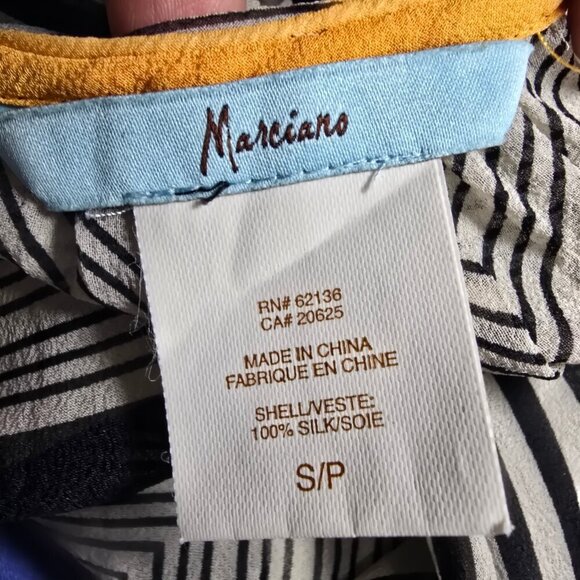 Marciano
RN# 62136
CA# 20625
MADE IN CHINA
FABRIQUE EN CHINE
SHELL/VESTE:
100% SILK/SOIE
S/P